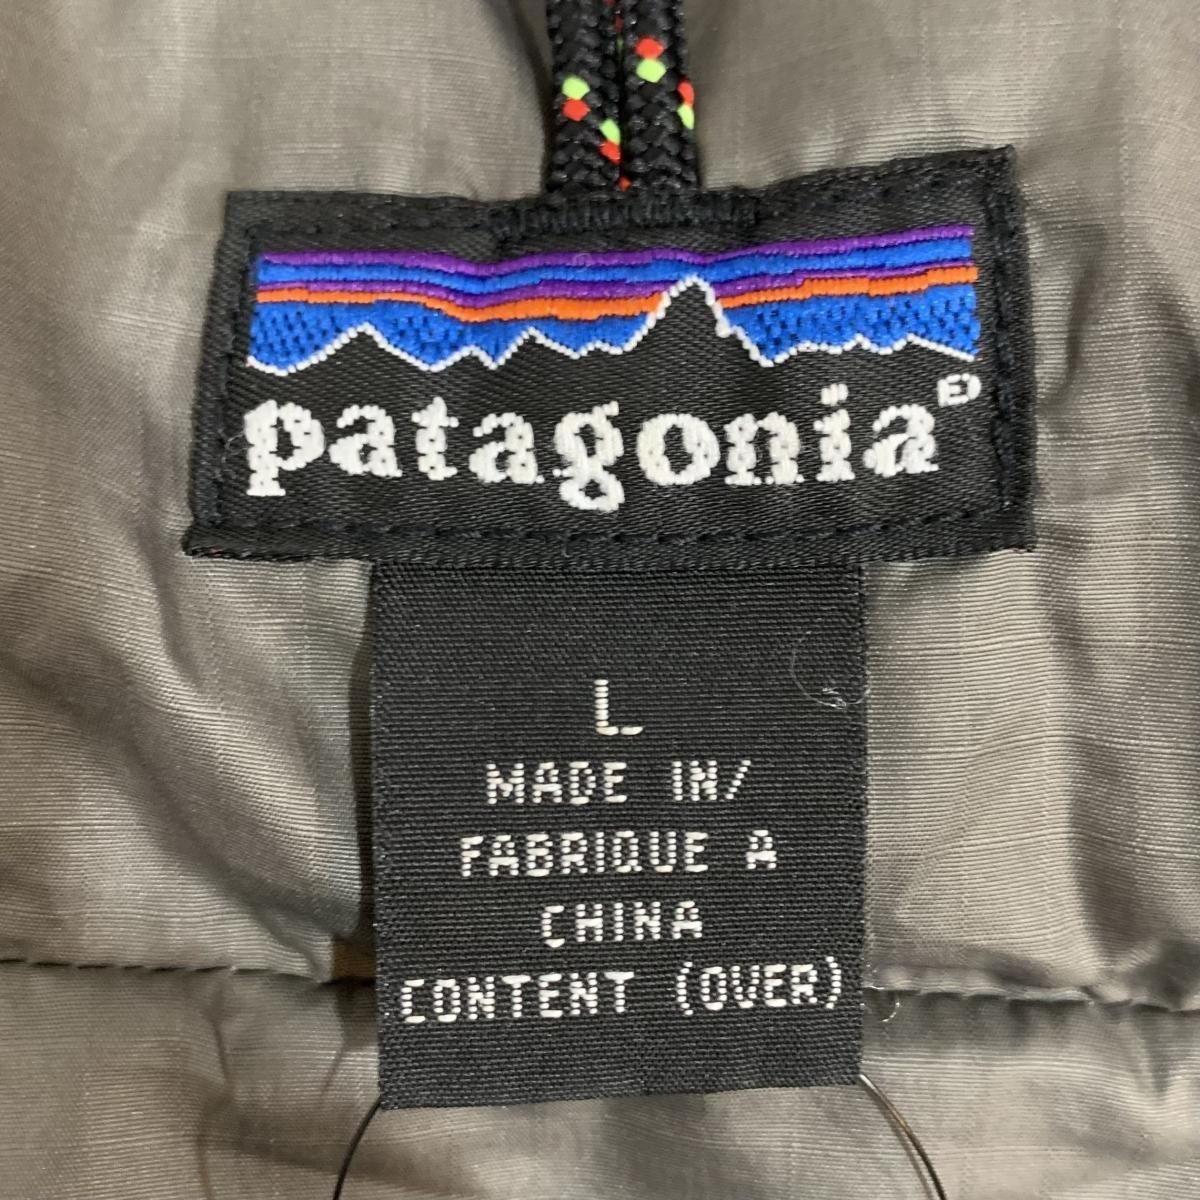 patagonia®
L
MADE IN/
FABRIQUE A
CHINA
CONTENT (OVER)